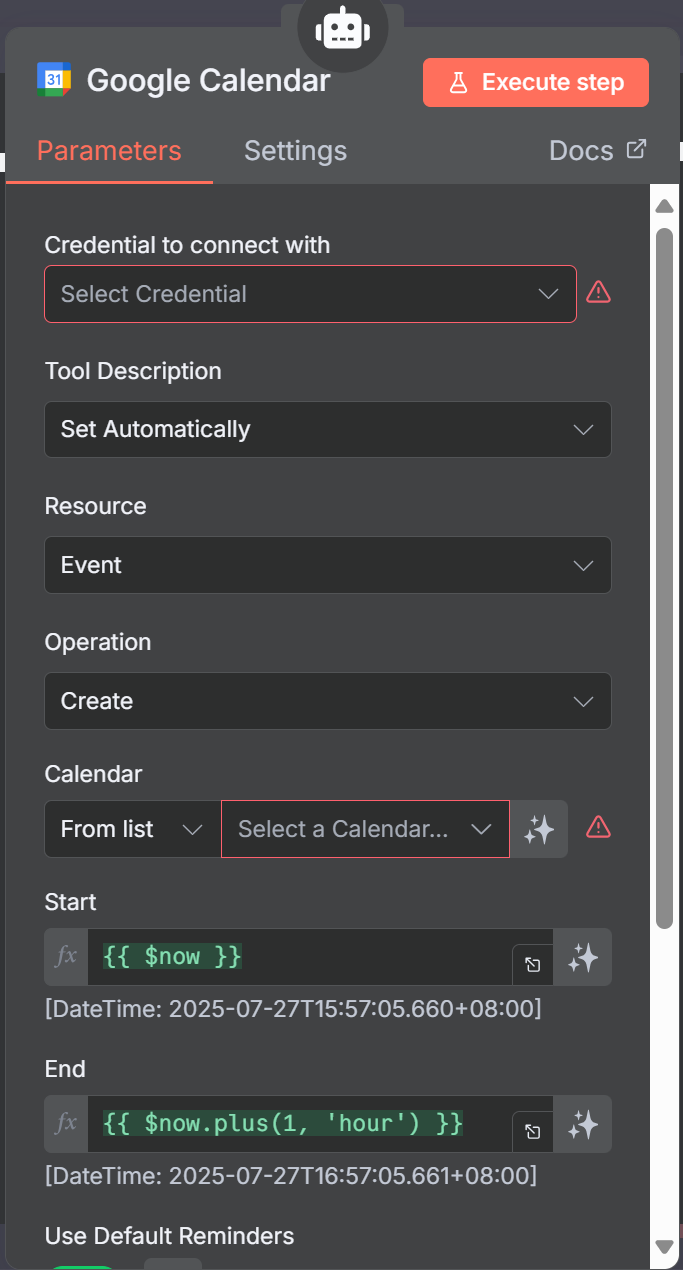 31 Google Calendar
Execute step
Parameters
Settings
Docs
Credential to connect with
Select Credential
Tool Description
Set Automatically
Resource
Event
Operation
Create
Calendar
From list
Select a Calendar...
Start
fx {{ $now }}
[DateTime: 2025-07-27T15:57:05.660+08:00]
End
fx {{ $now.plus(1, 'hour') }}
[DateTime: 2025-07-27T16:57:05.661+08:00]
Use Default Reminders